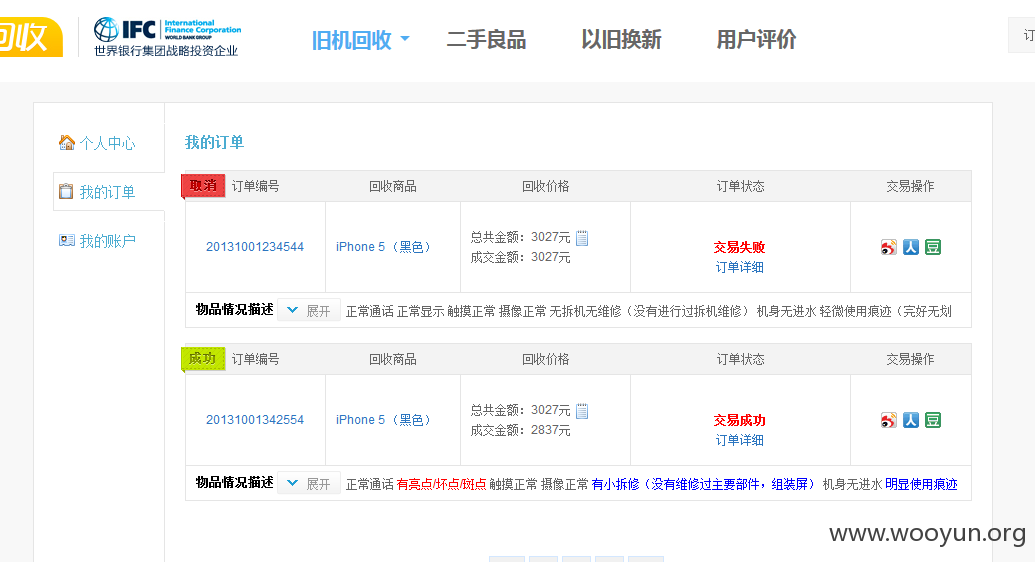 回收
IFC International Finance Corporation WORLD BANK GROUP
世界银行集团战略投资企业
旧机回收 二手良品 以旧换新 用户评价
订
个人中心
我的订单
我的账户
我的订单
取消 订单编号 回收商品 回收价格 订单状态 交易操作
20131001234544 iPhone 5（黑色） 总共金额：3027元 交易失败 人 豆
成交金额：3027元 订单详细
物品情况描述 展开 正常通话 正常显示 触摸正常 摄像正常 无拆机无维修（没有进行过拆机维修） 机身无进水 轻微使用痕迹（完好无划
成功 订单编号 回收商品 回收价格 订单状态 交易操作
20131001342554 iPhone 5（黑色） 总共金额：3027元 交易成功 人 豆
成交金额：2837元 订单详细
物品情况描述 展开 正常通话 有亮点/坏点/斑点 触摸正常 摄像正常 有小拆修（没有维修过主要部件，组装屏） 机身无进水 明显使用痕迹
www.wooyun.org